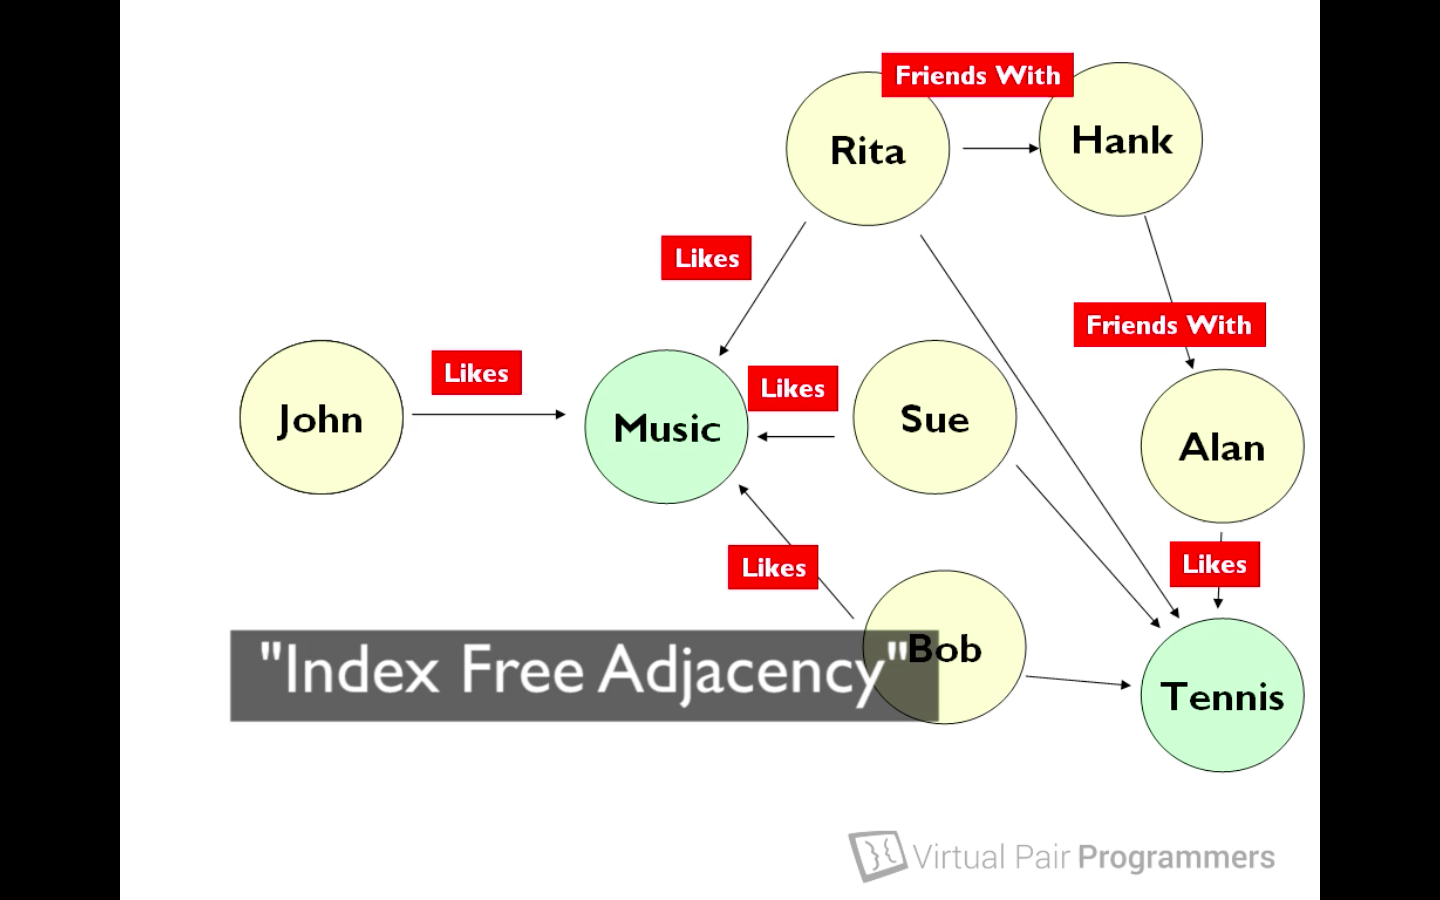 Friends With
Rita
Hank
Likes
Friends With
John
Likes
Music
Likes
Sue
Alan
Likes
Likes
"Index Free Adjacency"
Bob
Tennis
Virtual Pair Programmers